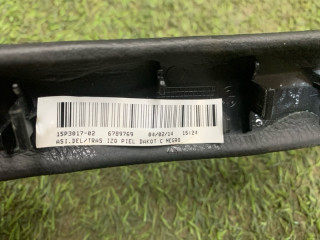 15P3017-02 6789769 04/02/14 15:24
ASI.DEL/TRAS IZQ PIEL DAKOT C NEGRO